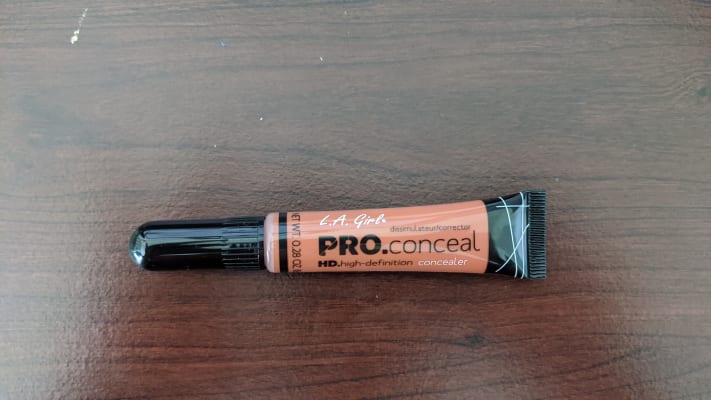 L.A. Girl
dissimulateur/corrector
PRO.conceal
HD.high-definition concealer
NET WT 0.28 OZ